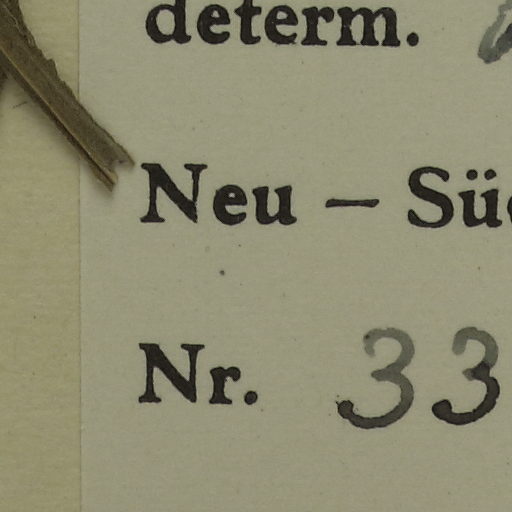 determ.
Neu – Sü
Nr. 33